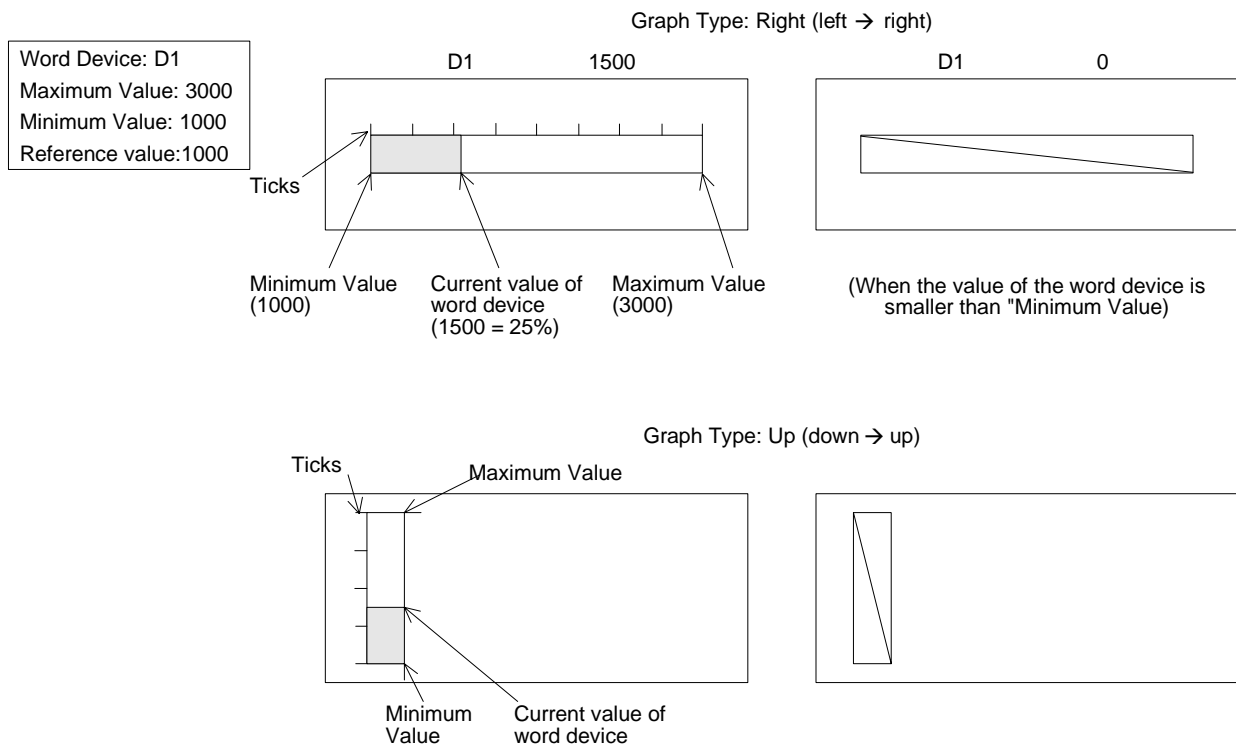 Graph Type: Right (left → right)
Word Device: D1
Maximum Value: 3000
Minimum Value: 1000
Reference value:1000
D1 1500
D1 0
Ticks
Minimum Value
(1000)
Current value of
word device
(1500 = 25%)
Maximum Value
(3000)
(When the value of the word device is
smaller than "Minimum Value)
Graph Type: Up (down → up)
Ticks
Maximum Value
Minimum
Value
Current value of
word device